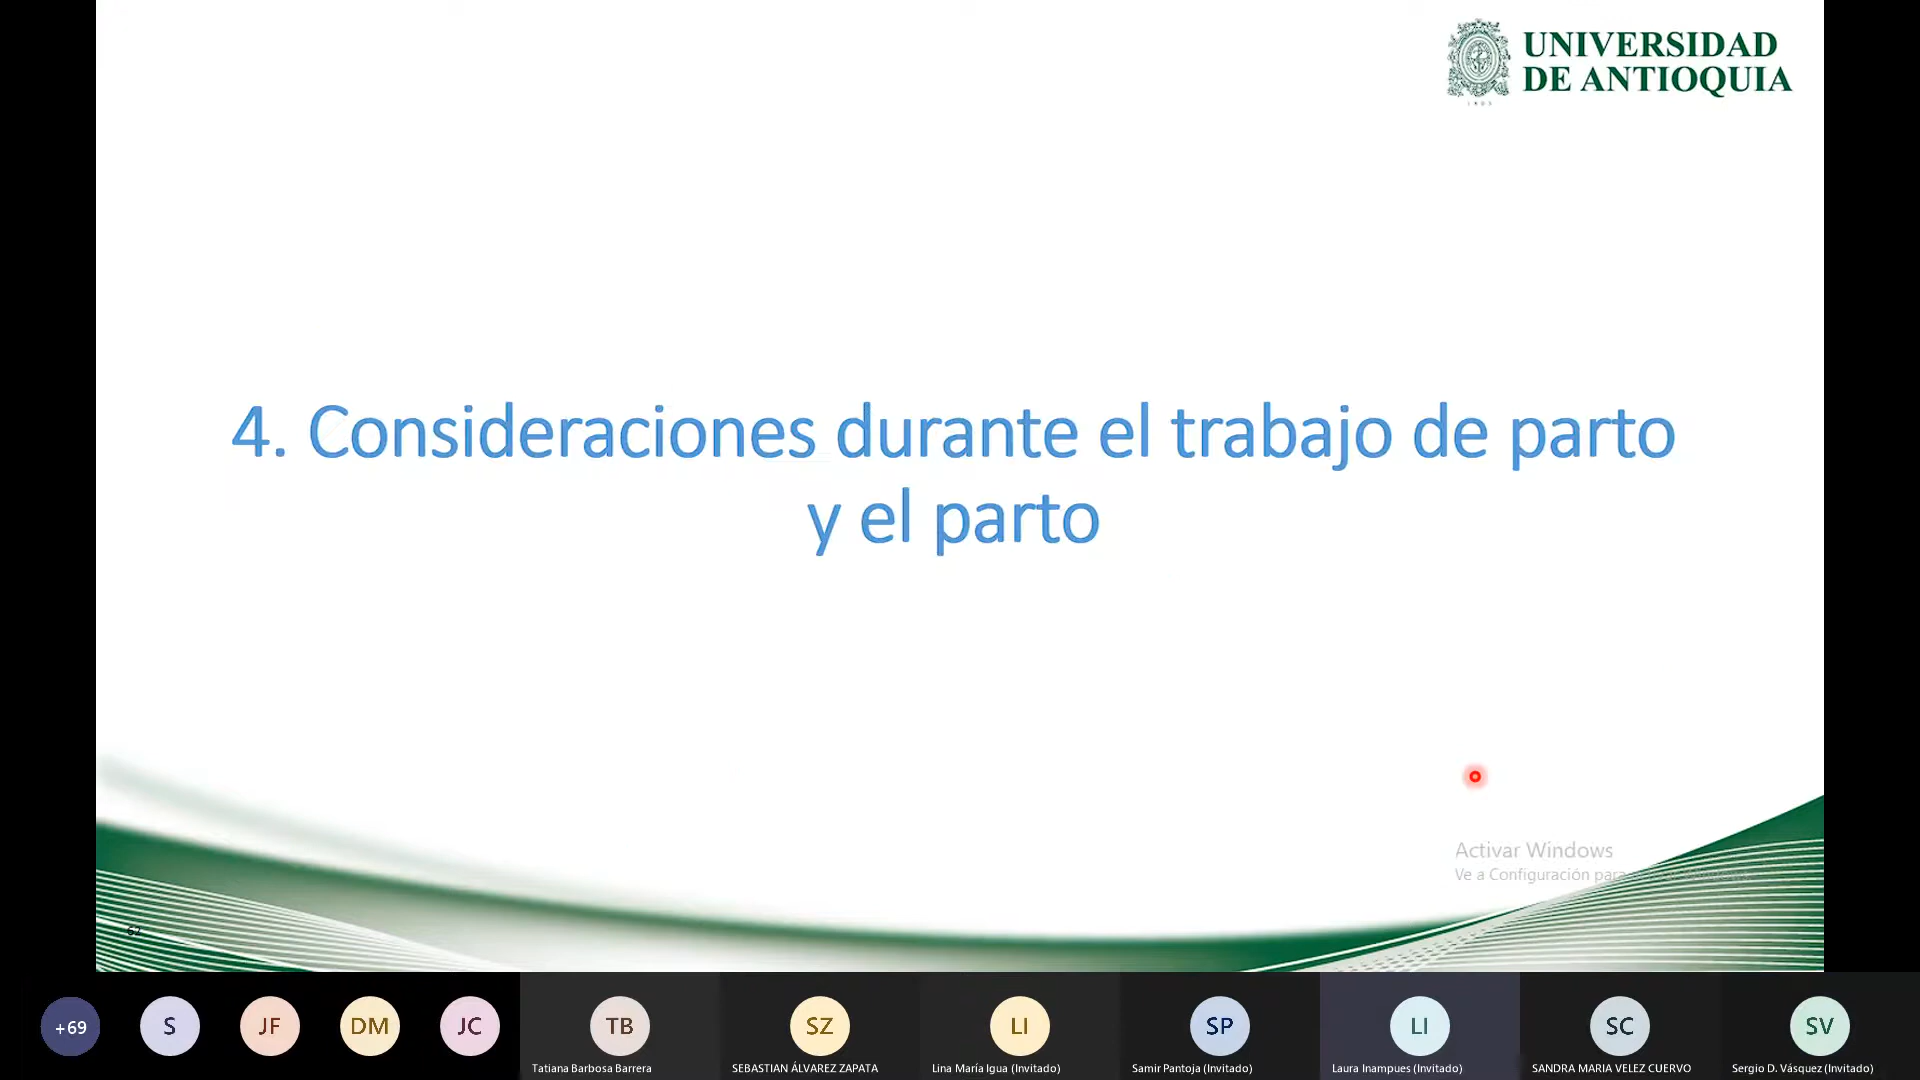 UNIVERSIDAD
DE ANTIOQUIA
4. Consideraciones durante el trabajo de parto
y el parto
Activar Windows
Ve a Configuración para
62
+69
S
JF
DM
JC
TB
SZ
LI
SP
LI
SC
SV
Tatiana Barbosa Barrera
SEBASTIAN ÁLVAREZ ZAPATA
Lina María Igua (Invitado)
Samir Pantoja (Invitado)
Laura Inampues (Invitado)
SANDRA MARIA VELEZ CUERVO
Sergio D. Vásquez (Invitado)